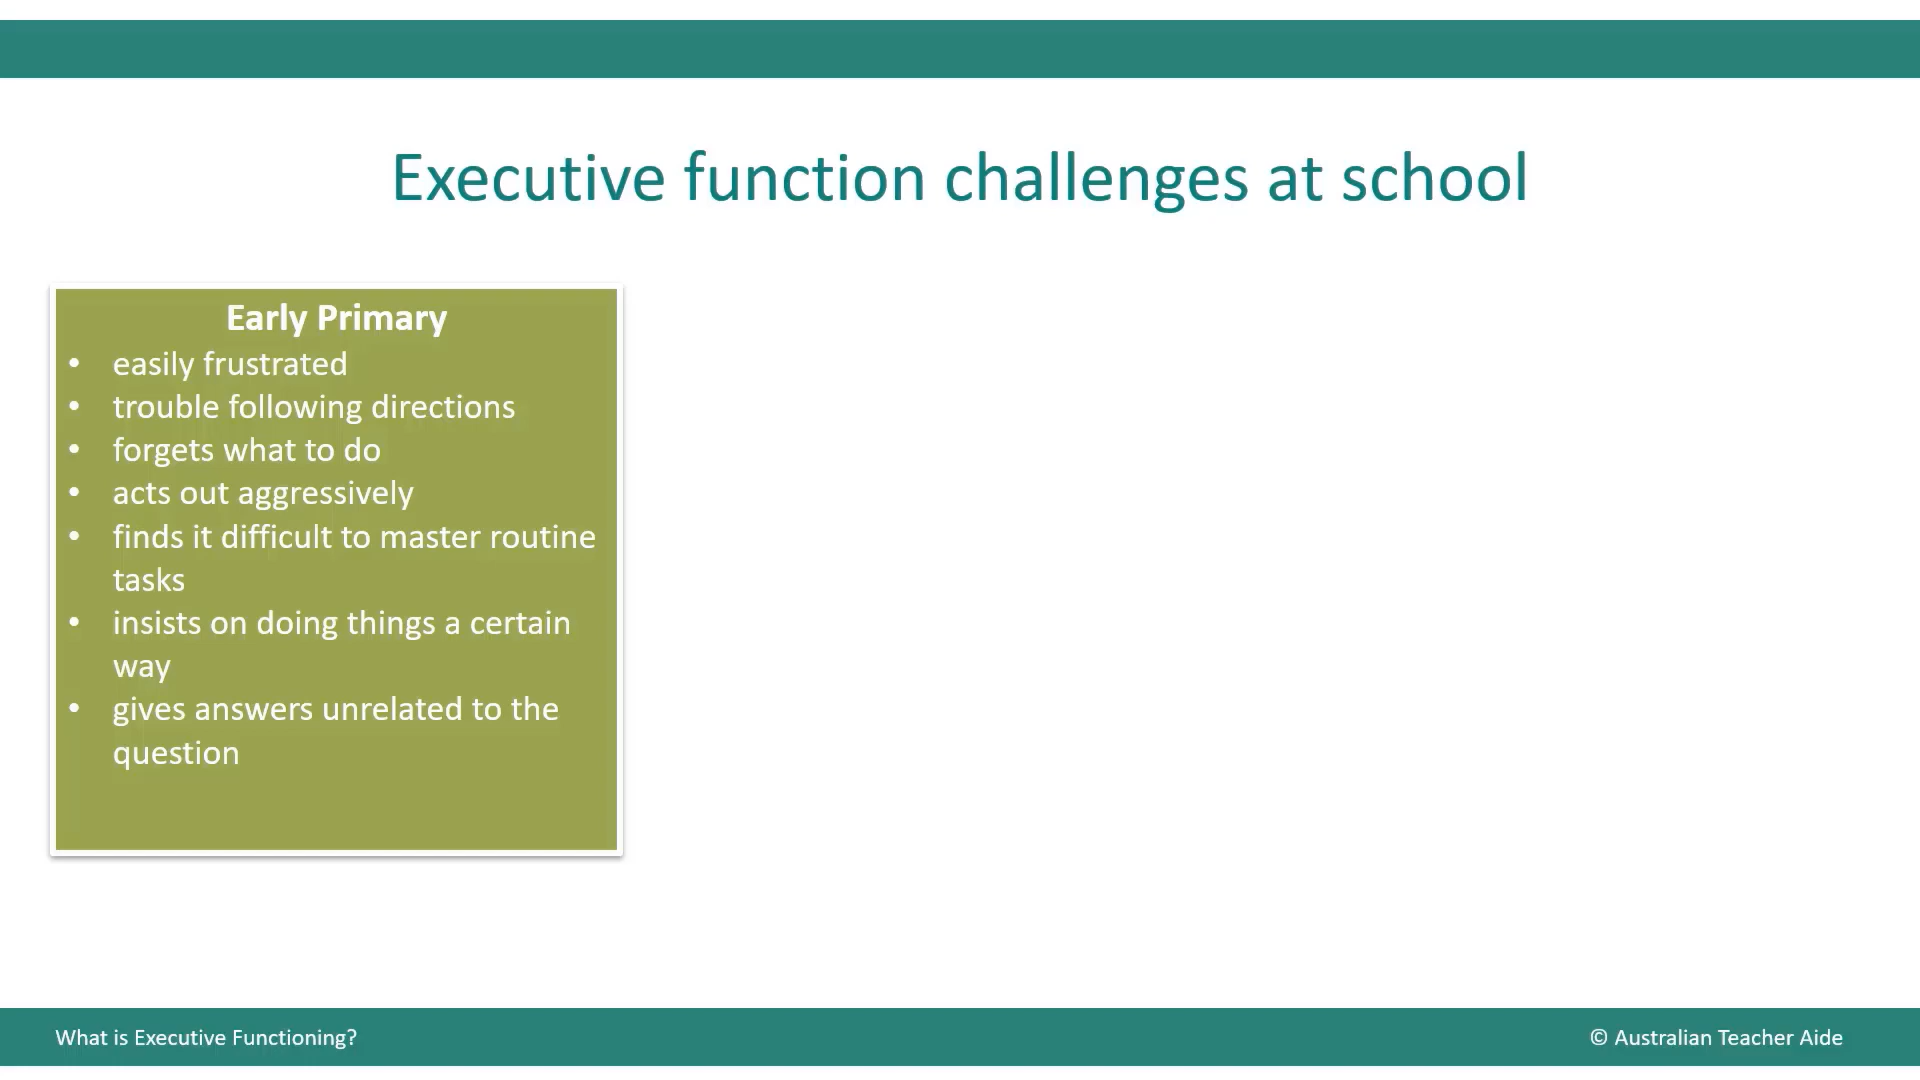 Executive function challenges at school
Early Primary
• easily frustrated
• trouble following directions
• forgets what to do
• acts out aggressively
• finds it difficult to master routine
tasks
• insists on doing things a certain
way
• gives answers unrelated to the
question
What is Executive Functioning?
© Australian Teacher Aide